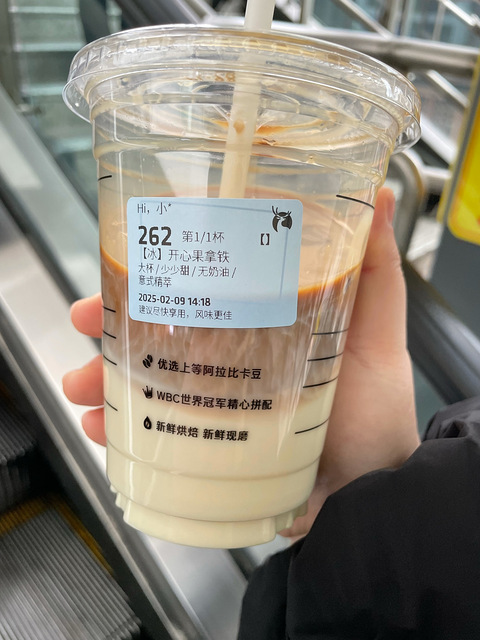 Hi，小*
262 第1/1杯
【冰】开心果拿铁
大杯/少少甜/无奶油/
意式精萃
2025-02-09 14:18
建议尽快享用，风味更佳
优选上等阿拉比卡豆
WBC世界冠军精心拼配
新鲜烘焙 新鲜现磨